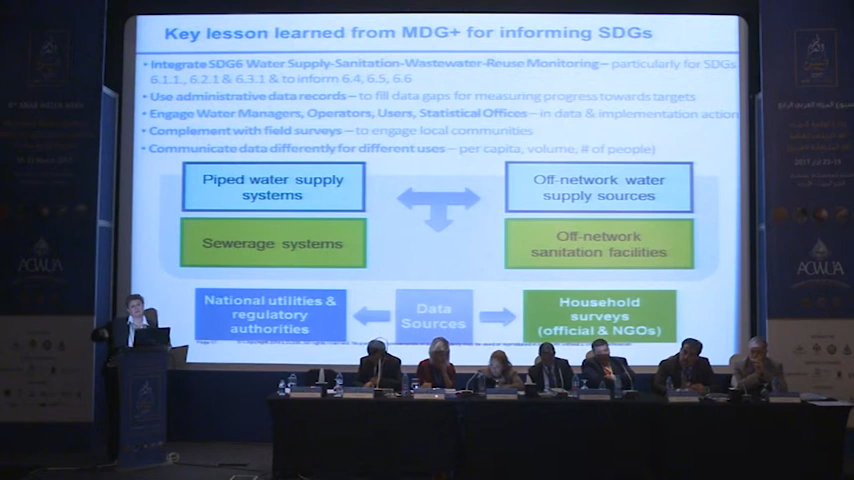 Key lesson learned from MDG+ for informing SDGs
• Integrate SDG6 Water Supply-Sanitation-Wastewater-Reuse Monitoring – particularly for SDGs
6.1.1., 6.2.1 & 6.3.1 & to inform 6.4, 6.5, 6.6
• Use administrative data records – to fill data gaps for measuring progress towards targets
• Engage Water Managers, Operators, Users, Statistical Offices – in data & implementation action
• Complement with field surveys – to engage local communities
• Communicate data differently for different uses – per capita, volume, # of people)
Piped water supply
systems
Off-network water
supply sources
Sewerage systems
Off-network
sanitation facilities
National utilities &
regulatory
authorities
Data
Sources
Household
surveys
(official & NGOs)
ACWUA
ACWUA